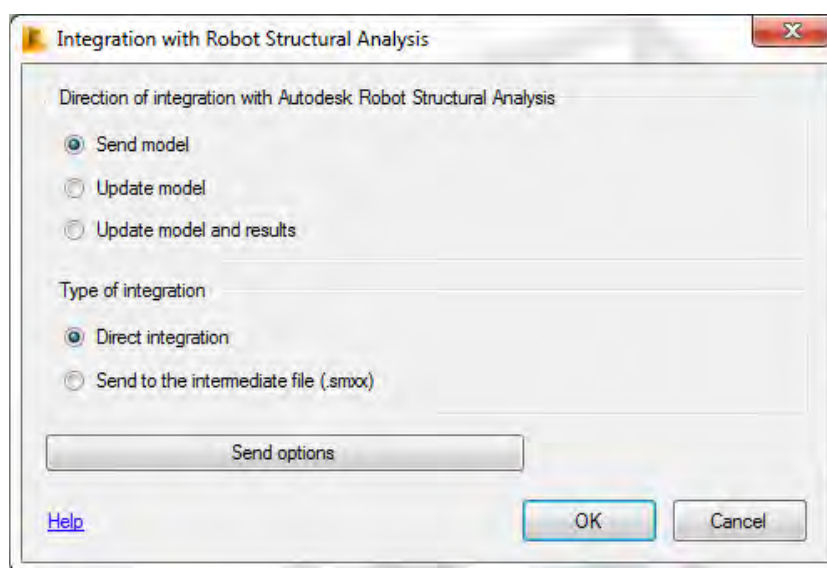 Integration with Robot Structural Analysis
Direction of integration with Autodesk Robot Structural Analysis
Send model
Update model
Update model and results
Type of integration
Direct integration
Send to the intermediate file (.smxx)
Send options
Help
OK
Cancel